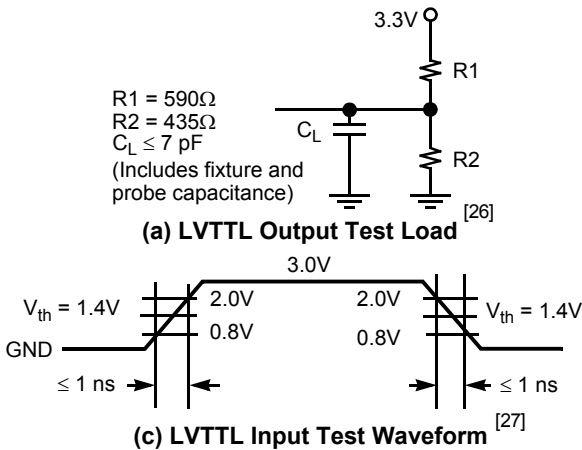 3.3V
R1
R1 = 590Ω
R2 = 435Ω
C_L ≤ 7 pF
(Includes fixture and
probe capacitance)
C_L
R2
(a) LVTTL Output Test Load [26]
3.0V
V_th = 1.4V
2.0V
0.8V
2.0V
0.8V
V_th = 1.4V
GND
≤ 1 ns
≤ 1 ns
(c) LVTTL Input Test Waveform [27]